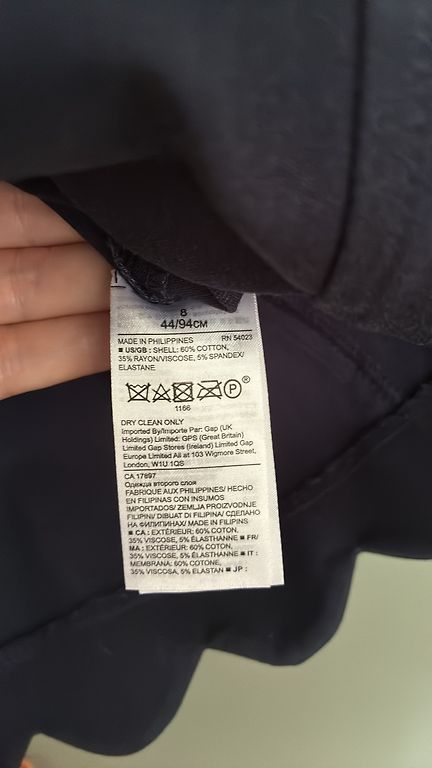 8
44/94CM
MADE IN PHILIPPINES RN 54023
■ US/GB : SHELL: 60% COTTON,
35% RAYON/VISCOSE, 5% SPANDEX/
ELASTANE
P ®
1166
DRY CLEAN ONLY
Imported By/Importe Par: Gap (UK
Holdings) Limited: GPS (Great Britain)
Limited Gap Stores (Ireland) Limited Gap
Europe Limited All at 103 Wigmore Street,
London, W1U 1QS
CA 17897
Одежда второго слоя
FABRIQUE AUX PHILIPPINES/ HECHO
EN FILIPINAS CON INSUMOS
IMPORTADOS/ ZEMLJA PROIZVODNJE
FILIPINI/ DIBUAT DI FILIPINA/ СДЕЛАНО
НА ФИЛИПИНАХ/ MADE IN FILIPINS
■ CA : EXTÉRIEUR: 60% COTON,
35% VISCOSE, 5% ÉLASTHANNE ■ FR/
MA : EXTÉRIEUR: 60% COTON,
35% VISCOSE, 5% ÉLASTHANNE ■ IT :
MEMBRANA: 60% COTONE,
35% VISCOSA, 5% ELASTAN ■ JP :